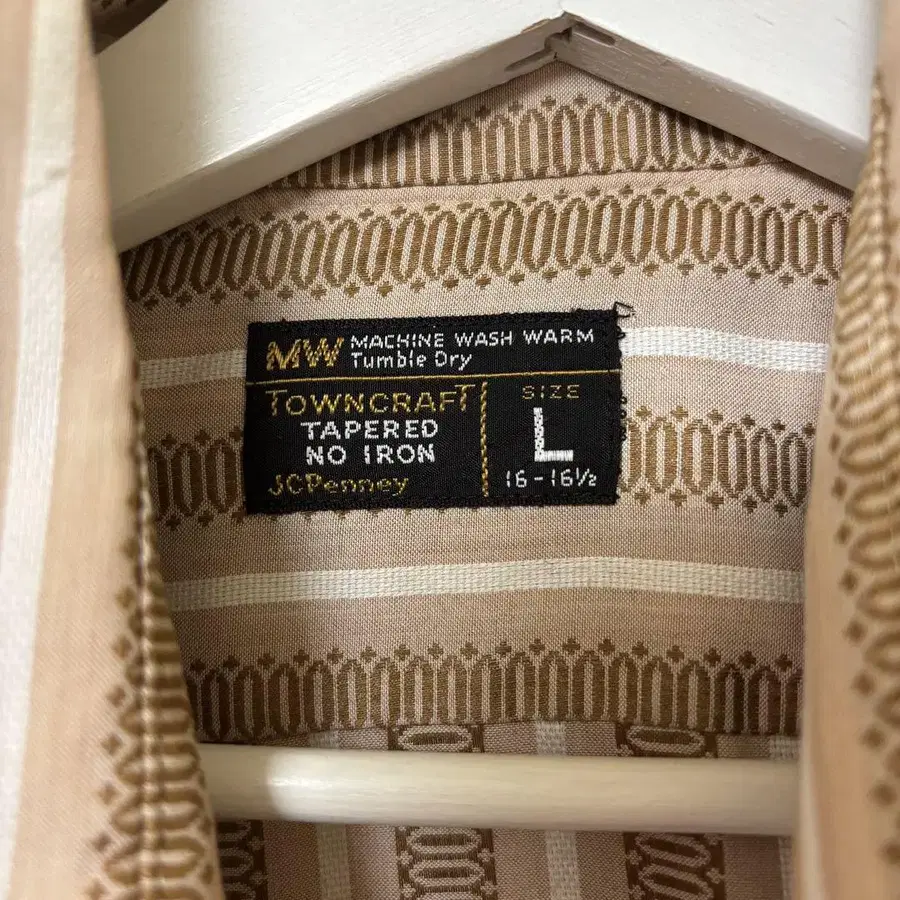 MW MACHINE WASH WARM
Tumble Dry
TOWNCRAFT
TAPERED
NO IRON
JCPenney
SIZE
L
16-16½